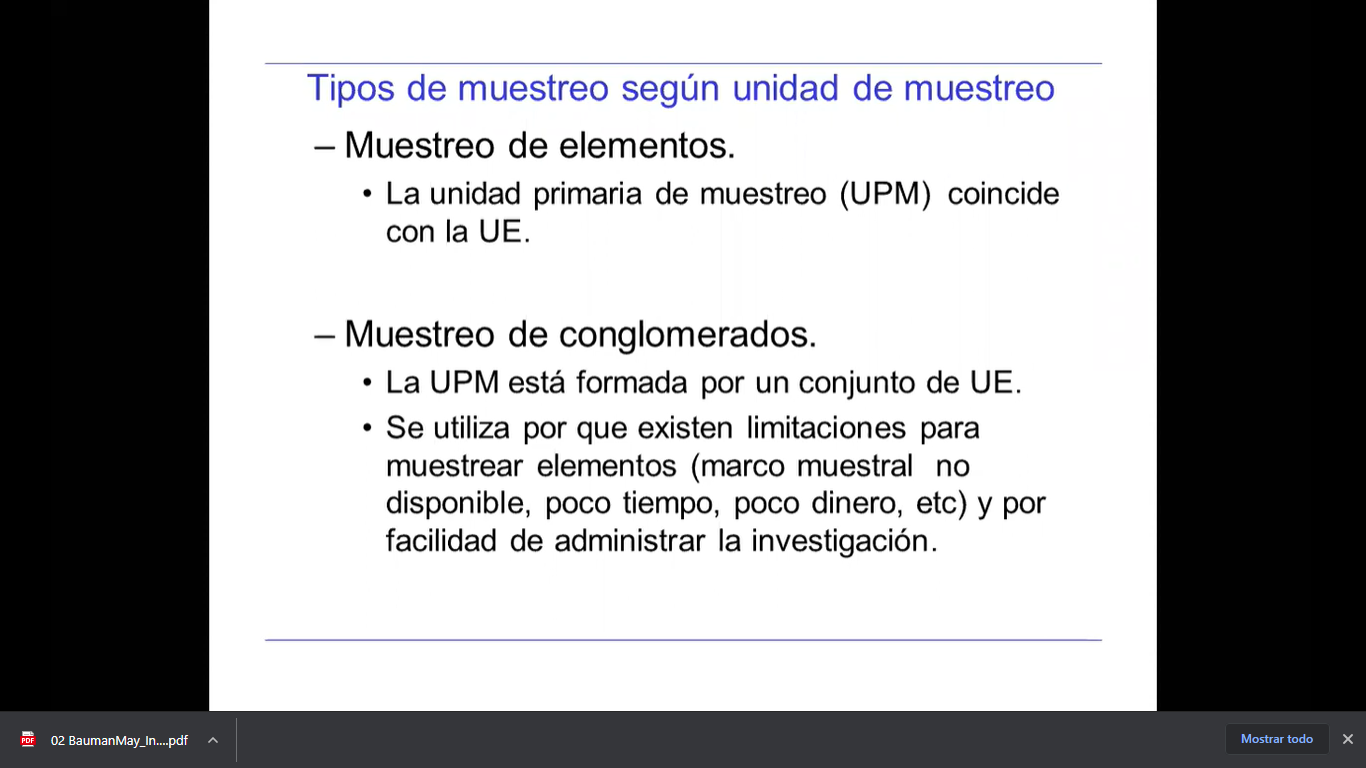 Tipos de muestreo según unidad de muestreo
– Muestreo de elementos.
• La unidad primaria de muestreo (UPM) coincide
con la UE.
– Muestreo de conglomerados.
• La UPM está formada por un conjunto de UE.
• Se utiliza por que existen limitaciones para
muestrear elementos (marco muestral no
disponible, poco tiempo, poco dinero, etc) y por
facilidad de administrar la investigación.
PDF
02 BaumanMay_In....pdf
Mostrar todo